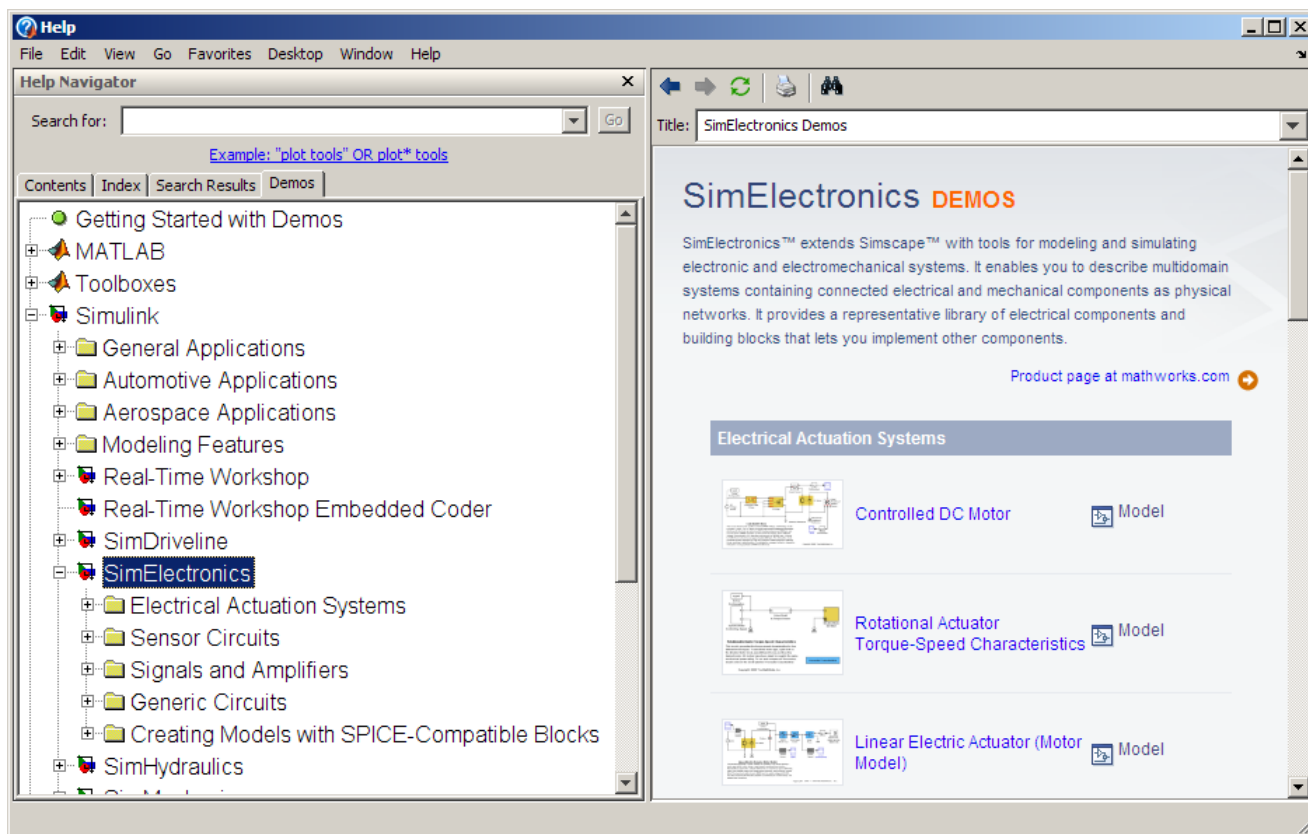 Help
File Edit View Go Favorites Desktop Window Help
Help Navigator
Search for:
Go
Example: "plot tools" OR plot* tools
Contents Index Search Results Demos
Getting Started with Demos
MATLAB
Toolboxes
Simulink
General Applications
Automotive Applications
Aerospace Applications
Modeling Features
Real-Time Workshop
Real-Time Workshop Embedded Coder
SimDriveline
SimElectronics
Electrical Actuation Systems
Sensor Circuits
Signals and Amplifiers
Generic Circuits
Creating Models with SPICE-Compatible Blocks
SimHydraulics
Title: SimElectronics Demos
SimElectronics DEMOS
SimElectronics™ extends Simscape™ with tools for modeling and simulating
electronic and electromechanical systems. It enables you to describe multidomain
systems containing connected electrical and mechanical components as physical
networks. It provides a representative library of electrical components and
building blocks that lets you implement other components.
Product page at mathworks.com
Electrical Actuation Systems
Controlled DC Motor Model
Rotational Actuator
Torque-Speed Characteristics Model
Linear Electric Actuator (Motor
Model) Model